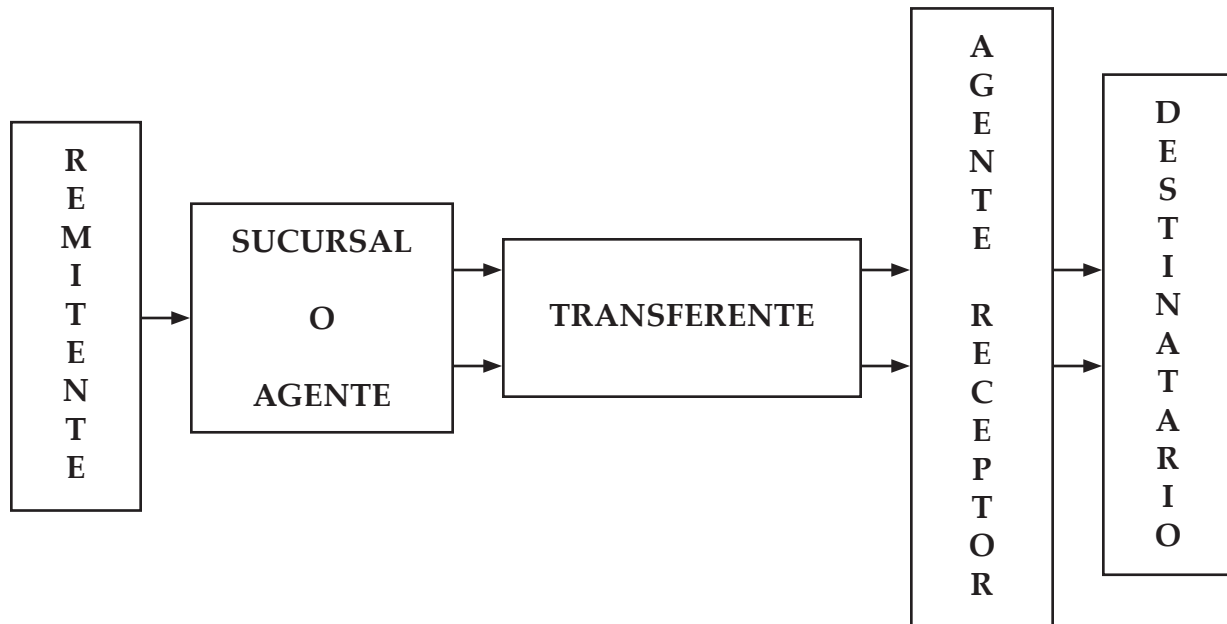 REMITENTE
SUCURSAL
O
AGENTE
TRANSFERENTE
AGENTE RECEPTOR
DESTINATARIO